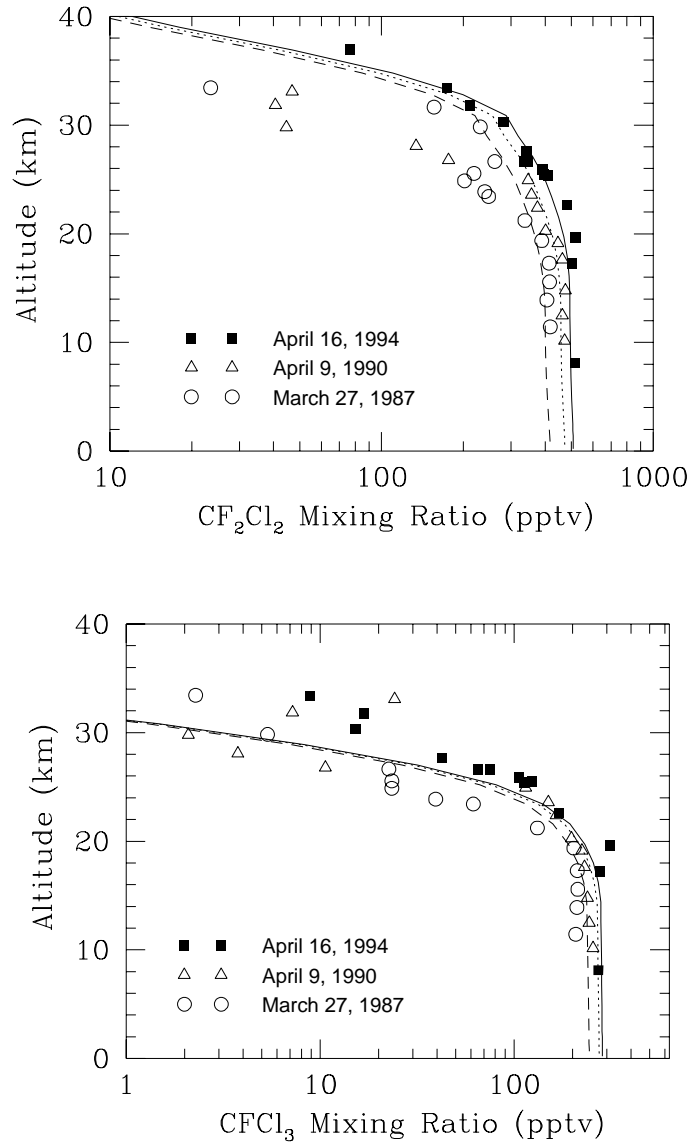 40
30
20
10
0
Altitude (km)
April 16, 1994
April 9, 1990
March 27, 1987
10 100 1000
CF₂Cl₂ Mixing Ratio (pptv)
40
30
20
10
0
Altitude (km)
April 16, 1994
April 9, 1990
March 27, 1987
1 10 100
CFCl₃ Mixing Ratio (pptv)